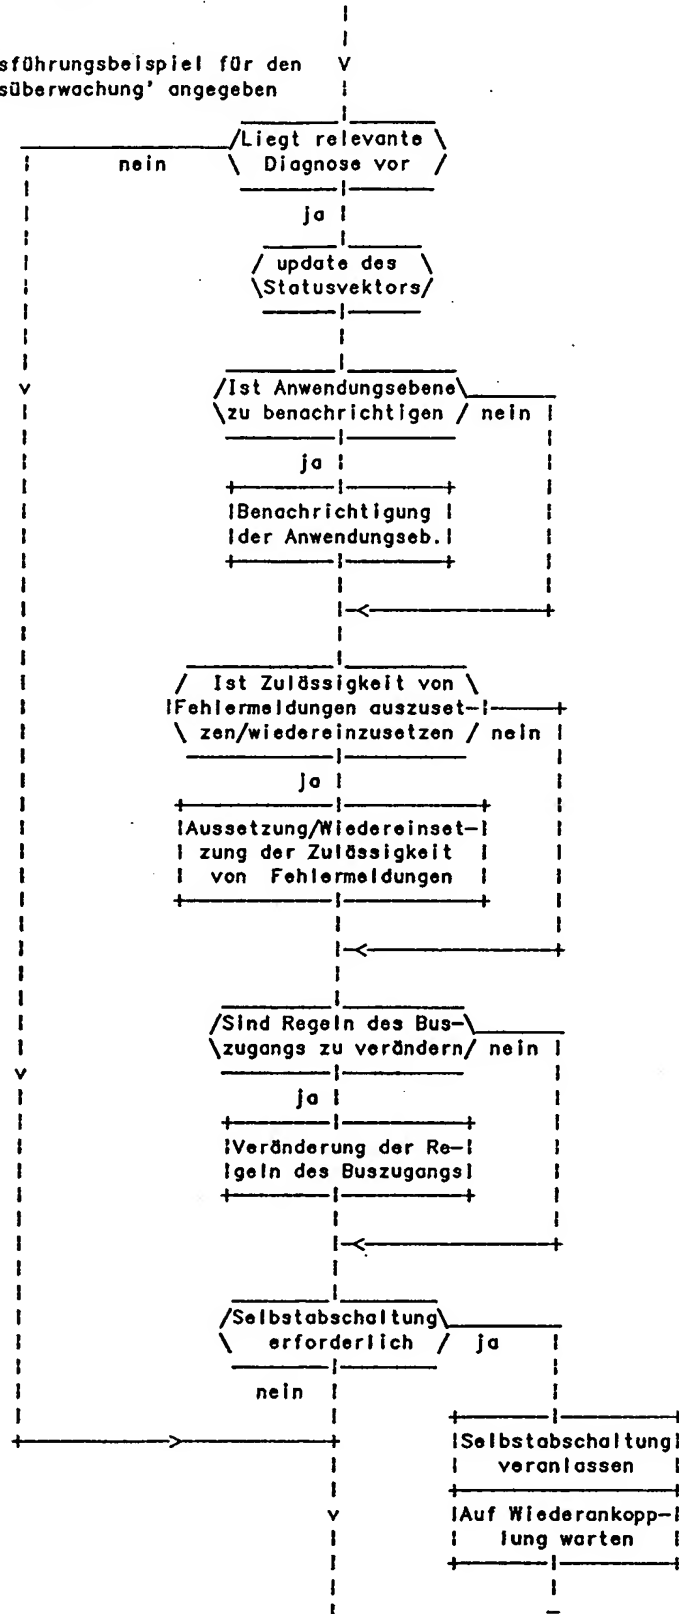 sführungsbeispiel für den
süberwachung' angegeben
Liegt relevante
nein Diagnose vor
ja
update des
Statusvektors
Ist Anwendungsebene
zu benachrichtigen nein
ja
Benachrichtigung
der Anwendungseb.
Ist Zulässigkeit von
Fehlermeldungen auszuset-
zen/wiedereinzusetzen nein
ja
Aussetzung/Wiedereinset-
zung der Zulässigkeit
von Fehlermeldungen
Sind Regeln des Bus-
zugangs zu verändern nein
ja
Veränderung der Re-
geln des Buszugangs
Selbstabschaltung
erforderlich ja
nein
Selbstabschaltung
veranlassen
Auf Wiederankopp-
lung warten